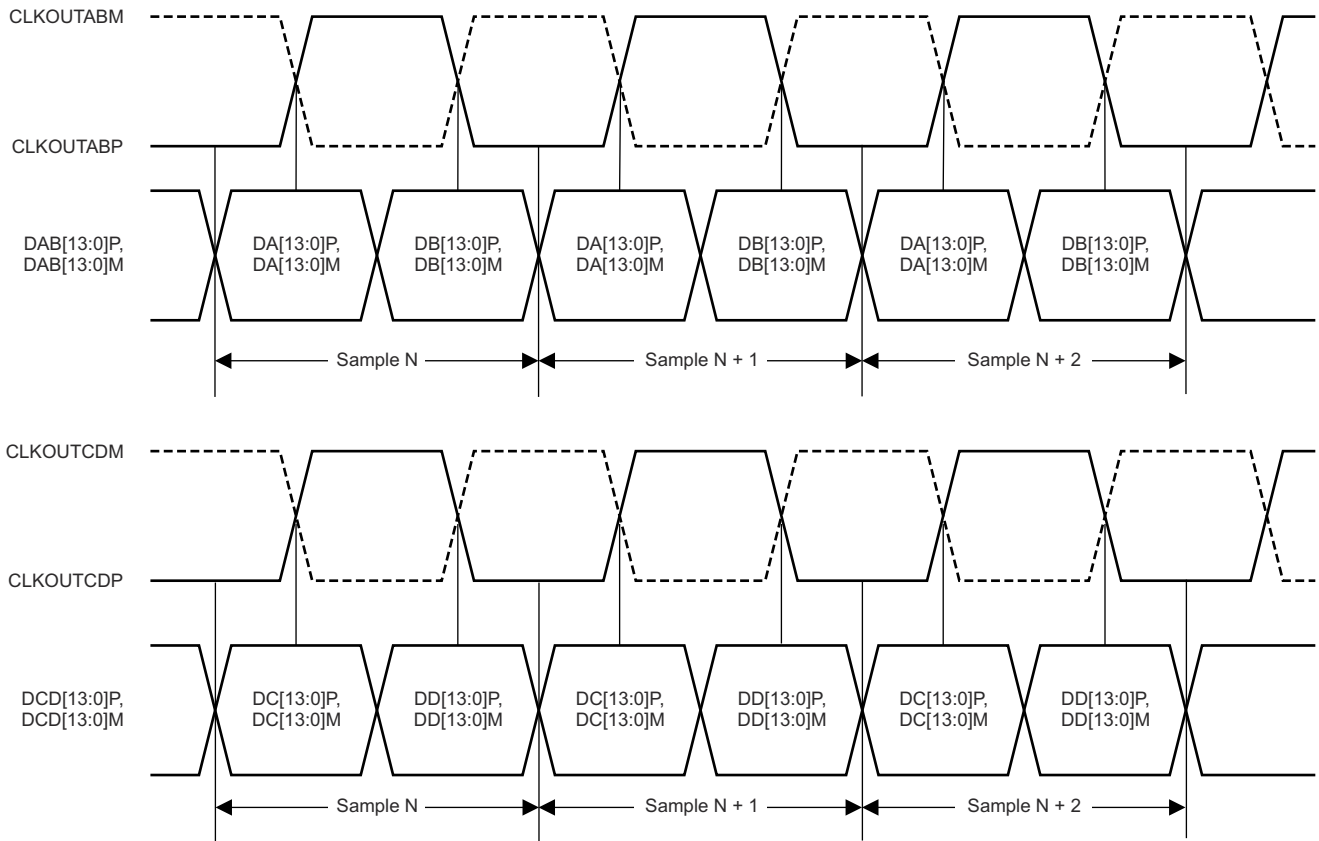 CLKOUTABM
CLKOUTABP
DAB[13:0]P,
DAB[13:0]M
DA[13:0]P,
DA[13:0]M
DB[13:0]P,
DB[13:0]M
DA[13:0]P,
DA[13:0]M
DB[13:0]P,
DB[13:0]M
DA[13:0]P,
DA[13:0]M
DB[13:0]P,
DB[13:0]M
Sample N
Sample N + 1
Sample N + 2
CLKOUTCDM
CLKOUTCDP
DCD[13:0]P,
DCD[13:0]M
DC[13:0]P,
DC[13:0]M
DD[13:0]P,
DD[13:0]M
DC[13:0]P,
DC[13:0]M
DD[13:0]P,
DD[13:0]M
DC[13:0]P,
DC[13:0]M
DD[13:0]P,
DD[13:0]M
Sample N
Sample N + 1
Sample N + 2